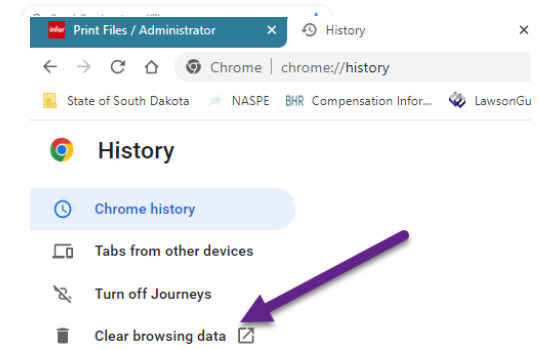 infor Print Files / Administrator × History ×
Chrome | chrome://history
State of South Dakota NASPE BHR Compensation Infor... LawsonGu
History
Chrome history
Tabs from other devices
Turn off Journeys
Clear browsing data